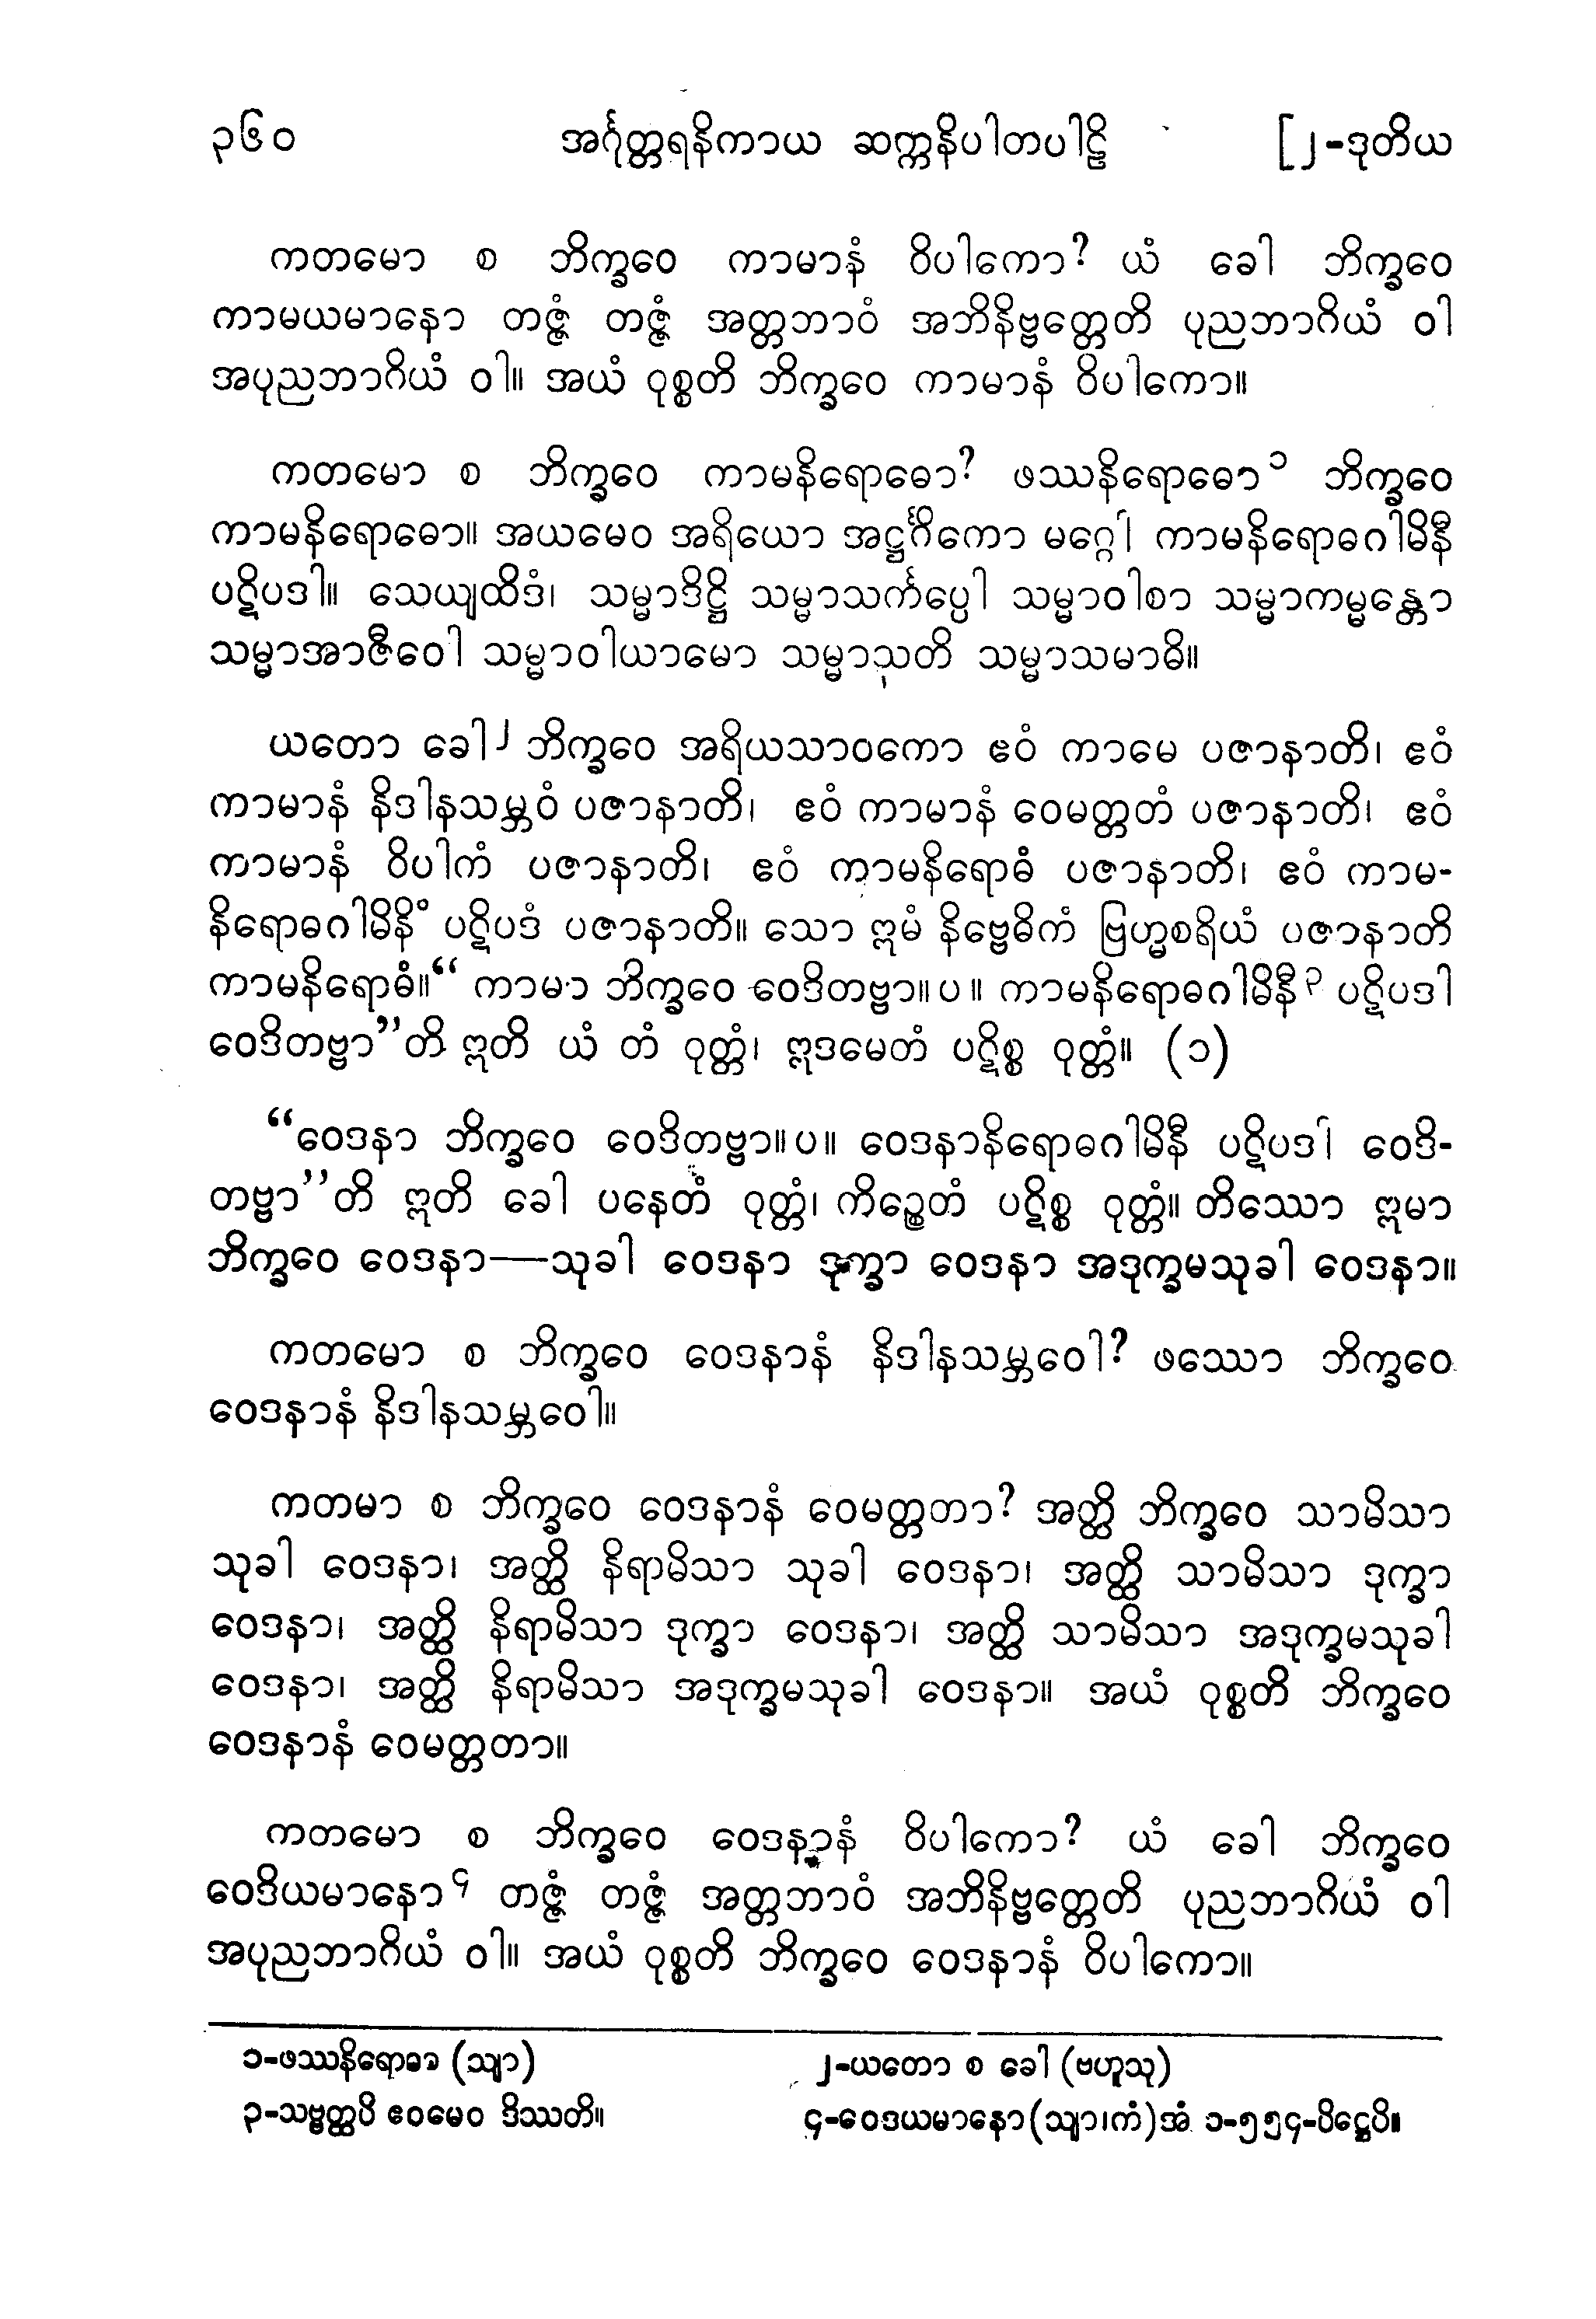 ၃၆၀ အင်္ဂုတ္တရနိကာယ ဆက္ကနိပါတပါဠိ [၂-ဒုတိယ
ကတမော စ ဘိက္ခဝေ ကာမာနံ ဝိပါကော? ယံ ခေါ ဘိက္ခဝေ
ကာမယမာနော တဇ္ဇံ တဇ္ဇံ အတ္တဘာဝံ အဘိနိဗ္ဗတ္တေတိ ပုညဘာဂိယံ ဝါ
အပုညဘာဂိယံ ဝါ။ အယံ ဝုစ္စတိ ဘိက္ခဝေ ကာမာနံ ဝိပါကော။
ကတမော စ ဘိက္ခဝေ ကာမနိရောဓော? ဖဿနိရောဓော၁ ဘိက္ခဝေ
ကာမနိရောဓော။ အယမေဝ အရိယော အဋ္ဌင်္ဂိကော မဂ္ဂေါ ကာမနိရောဓဂါမိနီ
ပဋိပဒါ။ သေယျထိဒံ၊ သမ္မာဒိဋ္ဌိ သမ္မာသင်္ကပ္ပေါ သမ္မာဝါစာ သမ္မာကမ္မန္တော
သမ္မာအာဇီဝေါ သမ္မာဝါယာမော သမ္မာသတိ သမ္မာသမာဓိ။
ယတော ခေါ၂ ဘိက္ခဝေ အရိယသာဝကော ဧဝံ ကာမေ ပဇာနာတိ၊ ဧဝံ
ကာမာနံ နိဒါနသမ္ဘဝံ ပဇာနာတိ၊ ဧဝံ ကာမာနံ ဝေမတ္တတံ ပဇာနာတိ၊ ဧဝံ
ကာမာနံ ဝိပါကံ ပဇာနာတိ၊ ဧဝံ ကာမနိရောဓံ ပဇာနာတိ၊ ဧဝံ ကာမ-
နိရောဓဂါမိနိံ ပဋိပဒံ ပဇာနာတိ။ သော ဣမံ နိဗ္ဗေဓိကံ ဗြဟ္မစရိယံ ပဇာနာတိ
ကာမနိရောဓံ။“ ကာမာ ဘိက္ခဝေ ဝေဒိတဗ္ဗာ။ ပ ။ ကာမနိရောဓဂါမိနီ၃ ပဋိပဒါ
ဝေဒိတဗ္ဗာ”တိ ဣတိ ယံ တံ ဝုတ္တံ၊ ဣဒမေတံ ပဋိစ္စ ဝုတ္တံ။ (၁)
“ဝေဒနာ ဘိက္ခဝေ ဝေဒိတဗ္ဗာ။ ပ ။ ဝေဒနာနိရောဓဂါမိနီ ပဋိပဒါ ဝေဒိ-
တဗ္ဗာ”တိ ဣတိ ခေါ ပနေတံ ဝုတ္တံ၊ ကိဉ္စေတံ ပဋိစ္စ ဝုတ္တံ။ တိဿော ဣမာ
ဘိက္ခဝေ ဝေဒနာ—သုခါ ဝေဒနာ ဒုက္ခာ ဝေဒနာ အဒုက္ခမသုခါ ဝေဒနာ။
ကတမော စ ဘိက္ခဝေ ဝေဒနာနံ နိဒါနသမ္ဘဝေါ? ဖဿော ဘိက္ခဝေ
ဝေဒနာနံ နိဒါနသမ္ဘဝေါ။
ကတမာ စ ဘိက္ခဝေ ဝေဒနာနံ ဝေမတ္တတာ? အတ္ထိ ဘိက္ခဝေ သာမိသာ
သုခါ ဝေဒနာ၊ အတ္ထိ နိရာမိသာ သုခါ ဝေဒနာ၊ အတ္ထိ သာမိသာ ဒုက္ခာ
ဝေဒနာ၊ အတ္ထိ နိရာမိသာ ဒုက္ခာ ဝေဒနာ၊ အတ္ထိ သာမိသာ အဒုက္ခမသုခါ
ဝေဒနာ၊ အတ္ထိ နိရာမိသာ အဒုက္ခမသုခါ ဝေဒနာ။ အယံ ဝုစ္စတိ ဘိက္ခဝေ
ဝေဒနာနံ ဝေမတ္တတာ။
ကတမော စ ဘိက္ခဝေ ဝေဒနာနံ ဝိပါကော? ယံ ခေါ ဘိက္ခဝေ
ဝေဒိယမာနော၄ တဇ္ဇံ တဇ္ဇံ အတ္တဘာဝံ အဘိနိဗ္ဗတ္တေတိ ပုညဘာဂိယံ ဝါ
အပုညဘာဂိယံ ဝါ။ အယံ ဝုစ္စတိ ဘိက္ခဝေ ဝေဒနာနံ ဝိပါကော။
၁-ဖဿနိရောဓာ (သျာ) ၂-ယတော စ ခေါ (ဗဟူသု)
၃-သဗ္ဗတ္ထပိ ဧဝမေဝ ဒိဿတိ။ ၄-ဝေဒယမာနော(သျာ၊ကံ)အံ ၁-၅၅၄-ပိဋ္ဌေပိ။